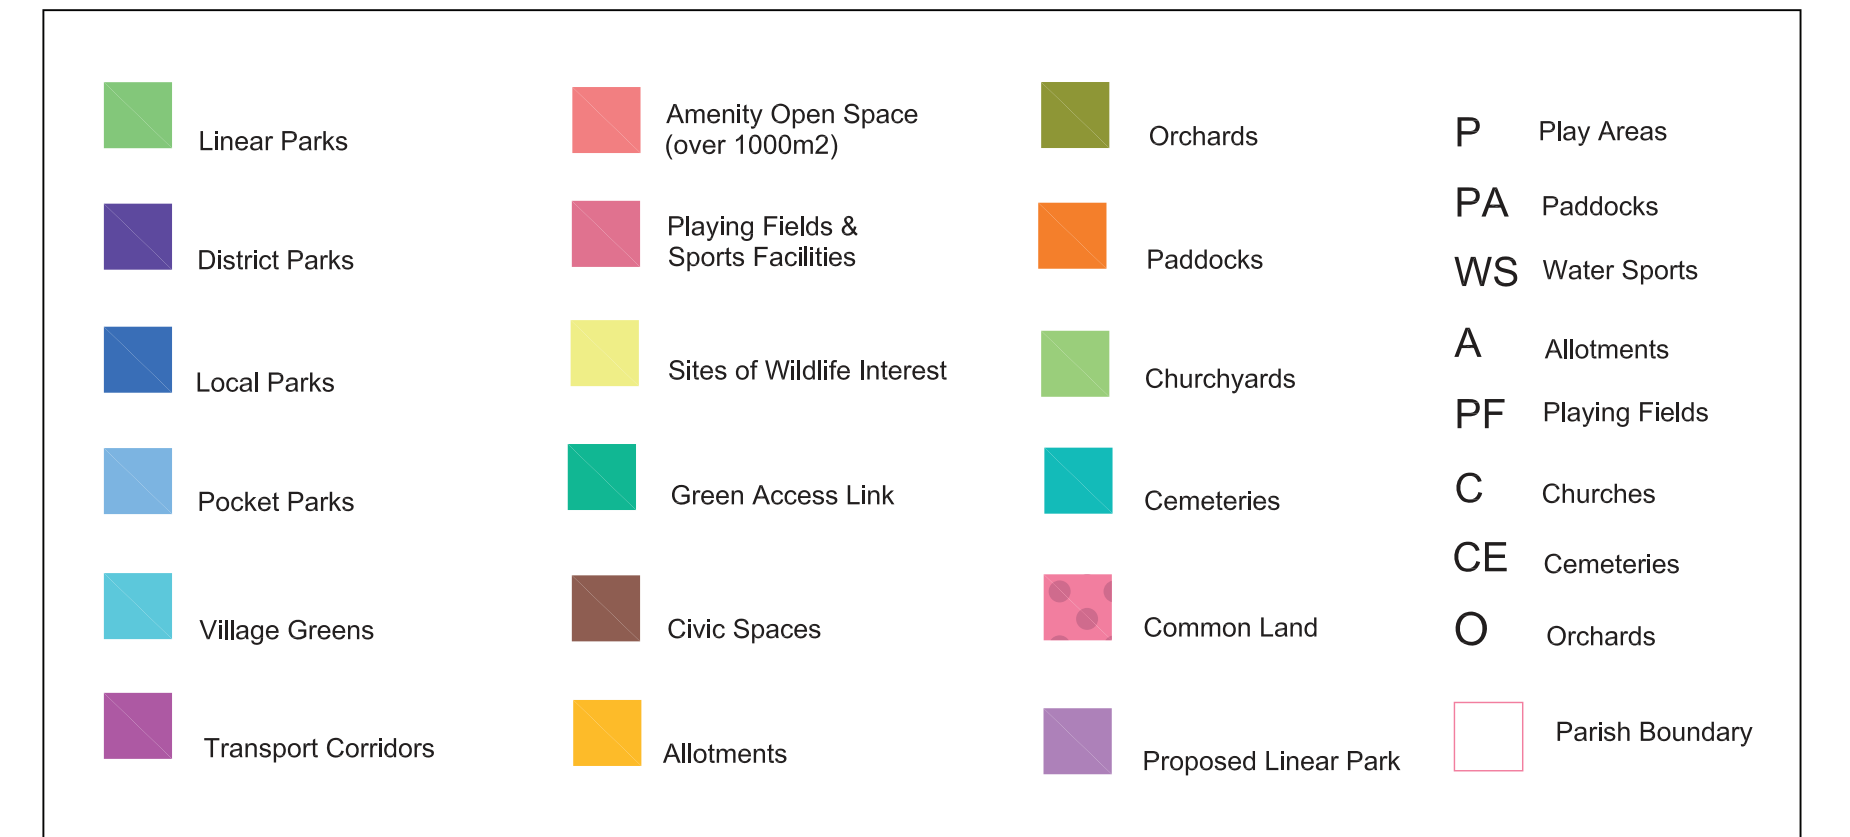 Linear Parks
District Parks
Local Parks
Pocket Parks
Village Greens
Transport Corridors
Amenity Open Space
(over 1000m2)
Playing Fields &
Sports Facilities
Sites of Wildlife Interest
Green Access Link
Civic Spaces
Allotments
Orchards
Paddocks
Churchyards
Cemeteries
Common Land
Proposed Linear Park
P Play Areas
PA Paddocks
WS Water Sports
A Allotments
PF Playing Fields
C Churches
CE Cemeteries
O Orchards
Parish Boundary